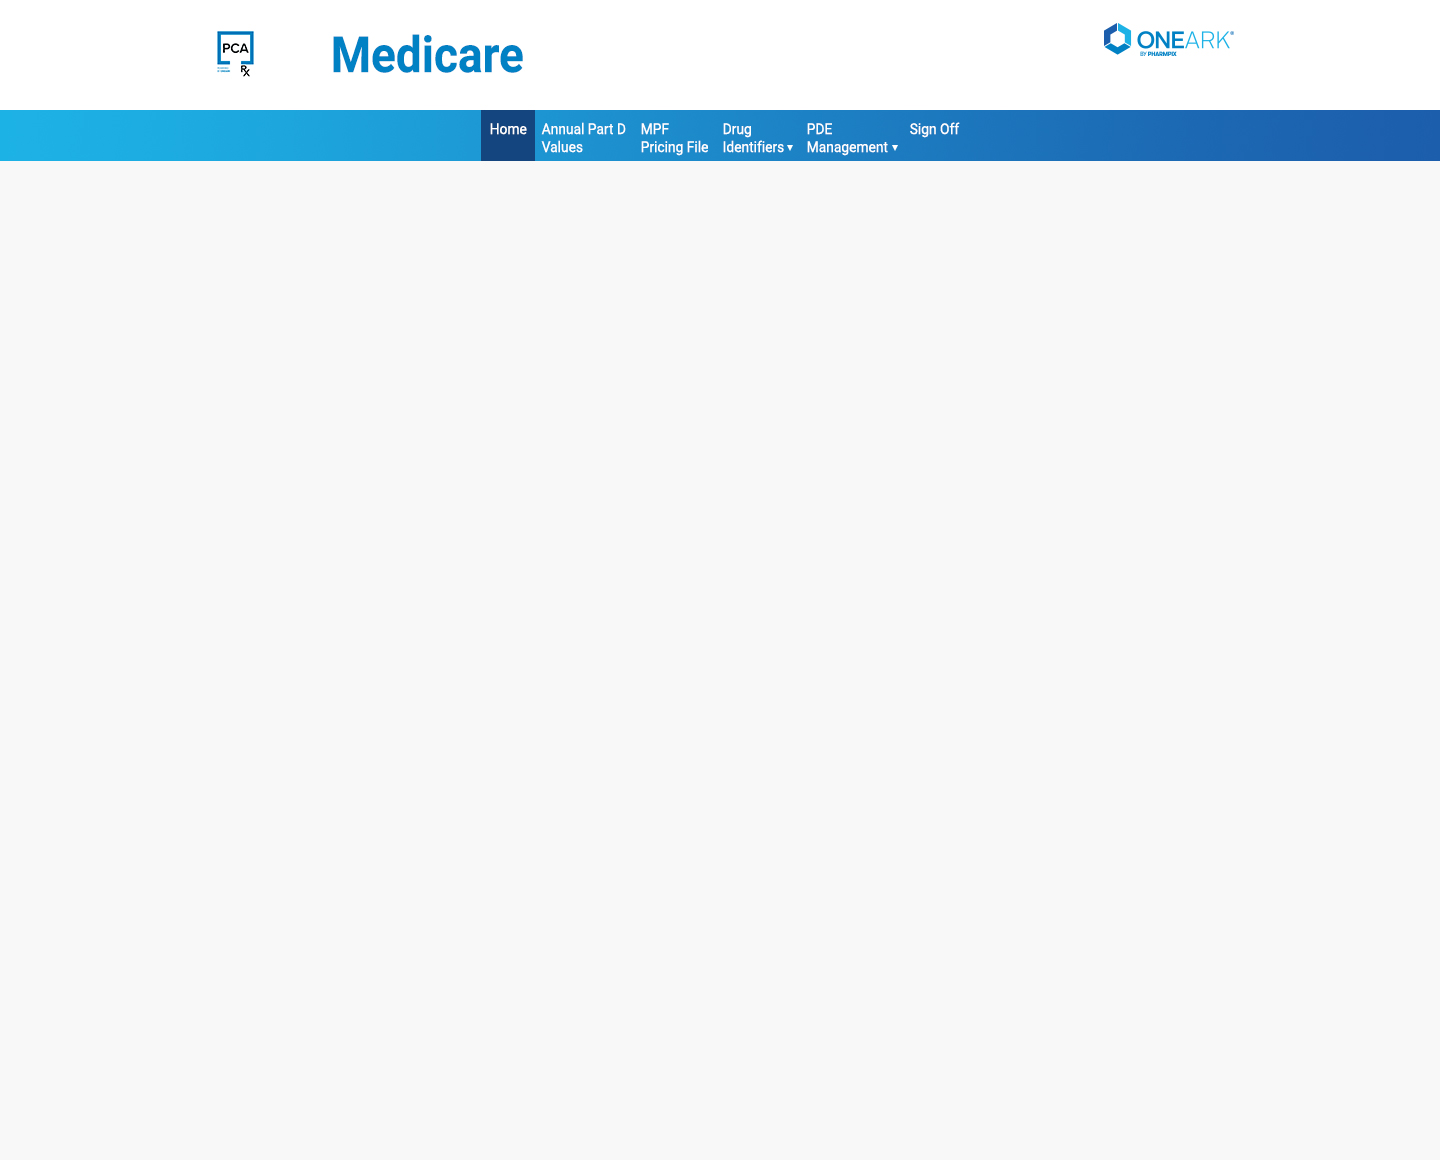 PCA
Rx
Medicare
ONEARK®
BY PHARMPIX
Home
Annual Part D
Values
MPF
Pricing File
Drug
Identifiers ▾
PDE
Management ▾
Sign Off